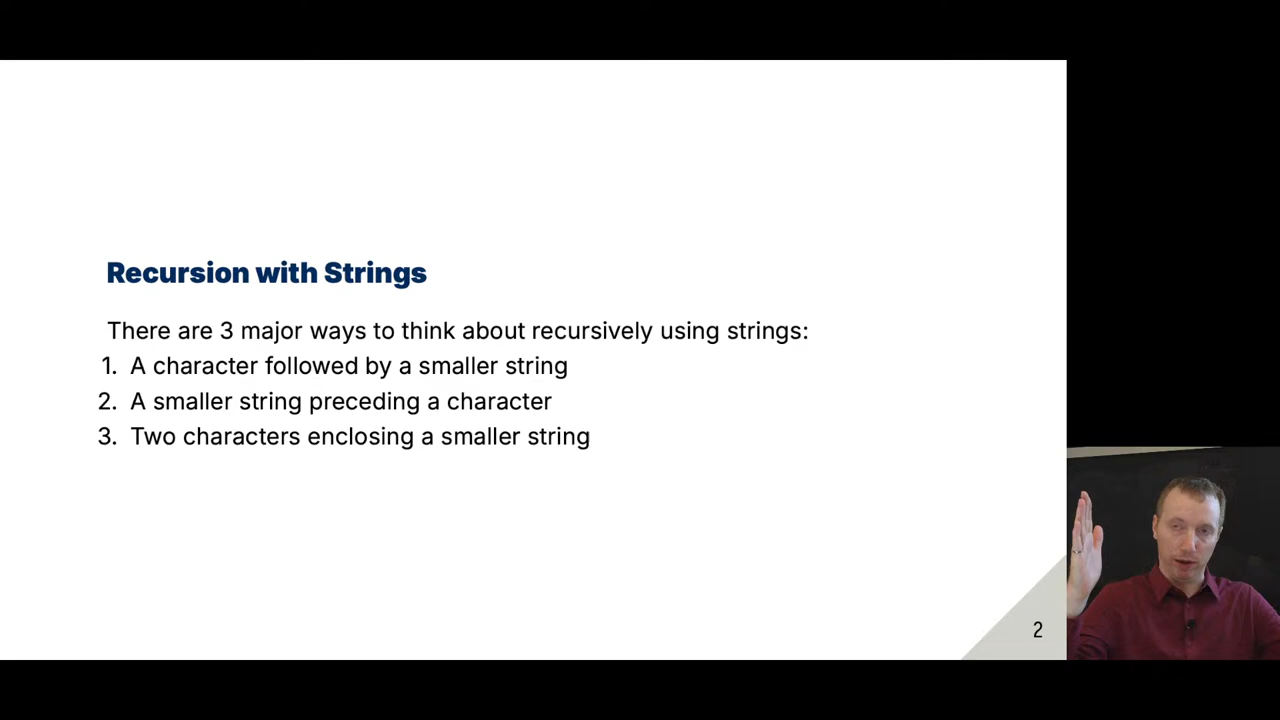 Recursion with Strings
There are 3 major ways to think about recursively using strings:
1. A character followed by a smaller string
2. A smaller string preceding a character
3. Two characters enclosing a smaller string
2